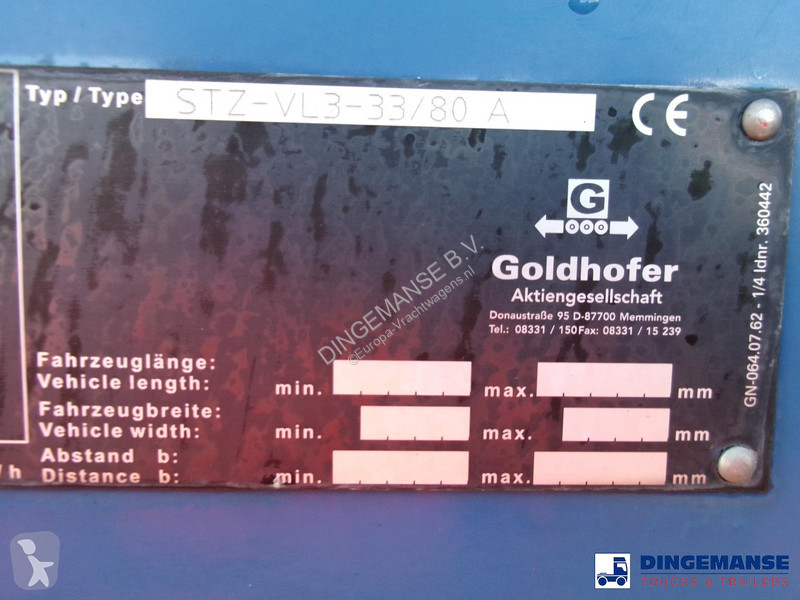 Typ / Type STZ-VL3-33/80 A CE
G
Goldhofer
Aktiengesellschaft
Donaustraße 95 D-87700 Memmingen
Tel.: 08331 / 150Fax: 08331 / 15 239
GN-064.07.62 - 1/4 Idnr. 360442
DINGEMANSE B.V.
©Europa-Vrachtwagens.nl
Fahrzeuglänge:
Vehicle length: min. max. mm
Fahrzeugbreite:
Vehicle width: min. max. mm
Abstand b:
/h Distance b: min. max. mm
DINGEMANSE
TRUCKS & TRAILERS